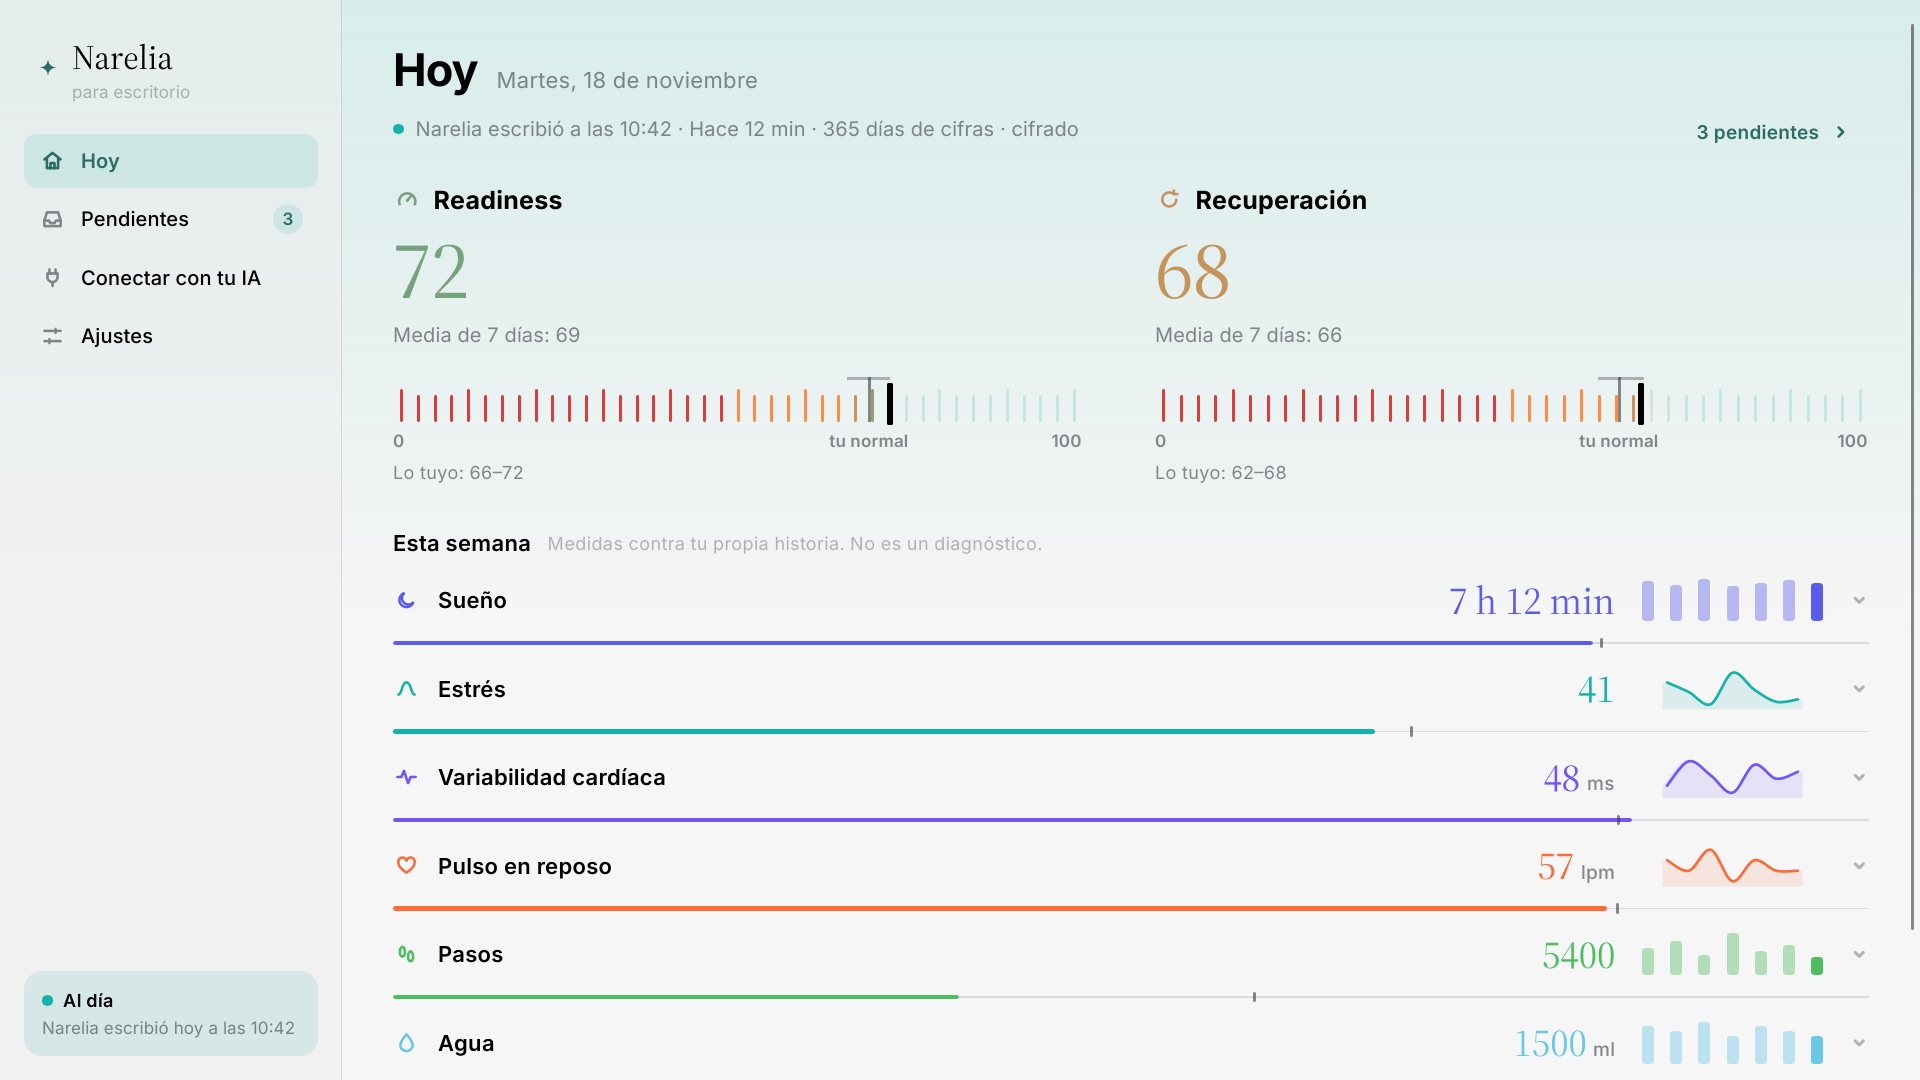 Narelia
para escritorio
Hoy
Pendientes 3
Conectar con tu IA
Ajustes
Al día
Narelia escribió hoy a las 10:42
Hoy Martes, 18 de noviembre
Narelia escribió a las 10:42 · Hace 12 min · 365 días de cifras · cifrado
3 pendientes
Readiness
72
Media de 7 días: 69
0 tu normal 100
Lo tuyo: 66–72
Recuperación
68
Media de 7 días: 66
0 tu normal 100
Lo tuyo: 62–68
Esta semana Medidas contra tu propia historia. No es un diagnóstico.
Sueño 7 h 12 min
Estrés 41
Variabilidad cardíaca 48 ms
Pulso en reposo 57 lpm
Pasos 5400
Agua 1500 ml